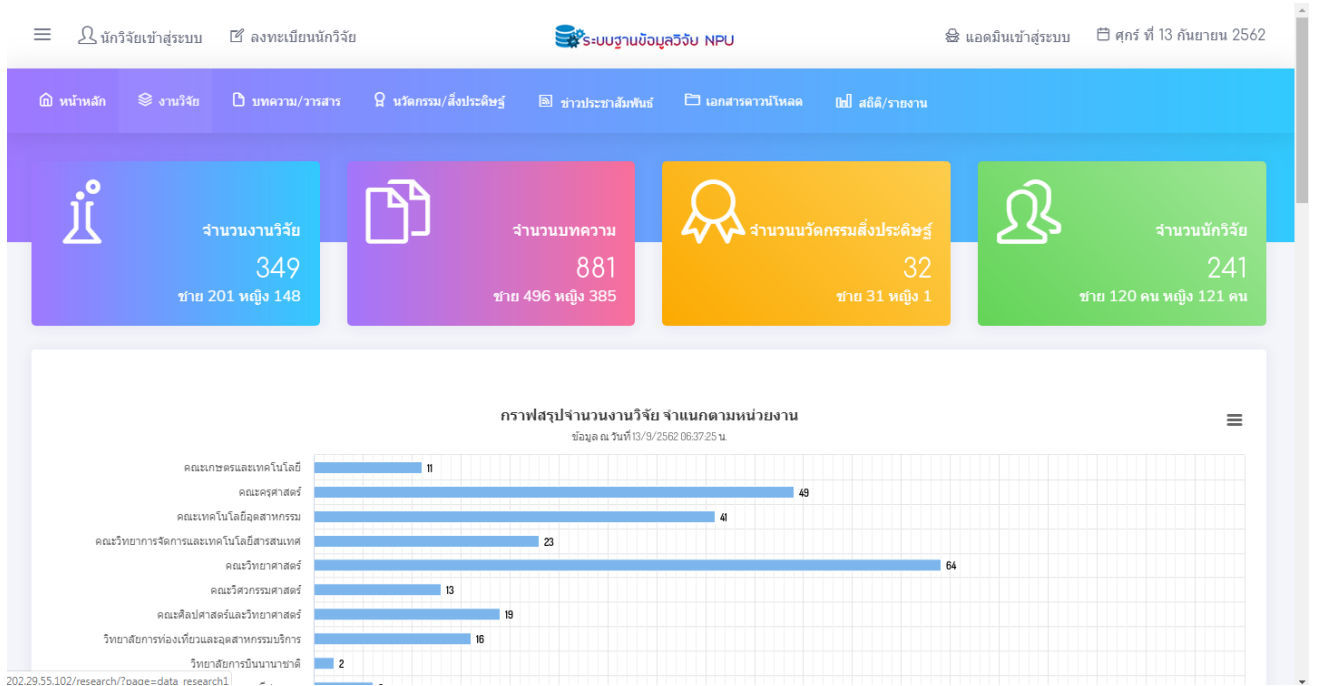 นักวิจัยเข้าสู่ระบบ ลงทะเบียนนักวิจัย ระบบฐานข้อมูลวิจัย NPU แอดมินเข้าสู่ระบบ ศุกร์ ที่ 13 กันยายน 2562
หน้าหลัก งานวิจัย บทความ/วารสาร นวัตกรรม/สิ่งประดิษฐ์ ข่าวประชาสัมพันธ์ เอกสารดาวน์โหลด สถิติ/รายงาน
จำนวนงานวิจัย
349
ชาย 201 หญิง 148
จำนวนบทความ
881
ชาย 496 หญิง 385
จำนวนนวัตกรรมสิ่งประดิษฐ์
32
ชาย 31 หญิง 1
จำนวนนักวิจัย
241
ชาย 120 คน หญิง 121 คน
กราฟสรุปจำนวนงานวิจัย จำแนกตามหน่วยงาน
ข้อมูล ณ วันที่ 13/9/2562 06:37:25 น.
คณะเกษตรและเทคโนโลยี 11
คณะครุศาสตร์ 49
คณะเทคโนโลยีอุตสาหกรรม 41
คณะวิทยาการจัดการและเทคโนโลยีสารสนเทศ 23
คณะวิทยาศาสตร์ 64
คณะวิศวกรรมศาสตร์ 13
คณะศิลปศาสตร์และวิทยาศาสตร์ 19
วิทยาลัยการท่องเที่ยวและอุตสาหกรรมบริการ 16
วิทยาลัยการบินนานาชาติ 2
202.29.55.102/research/?page=data_research1